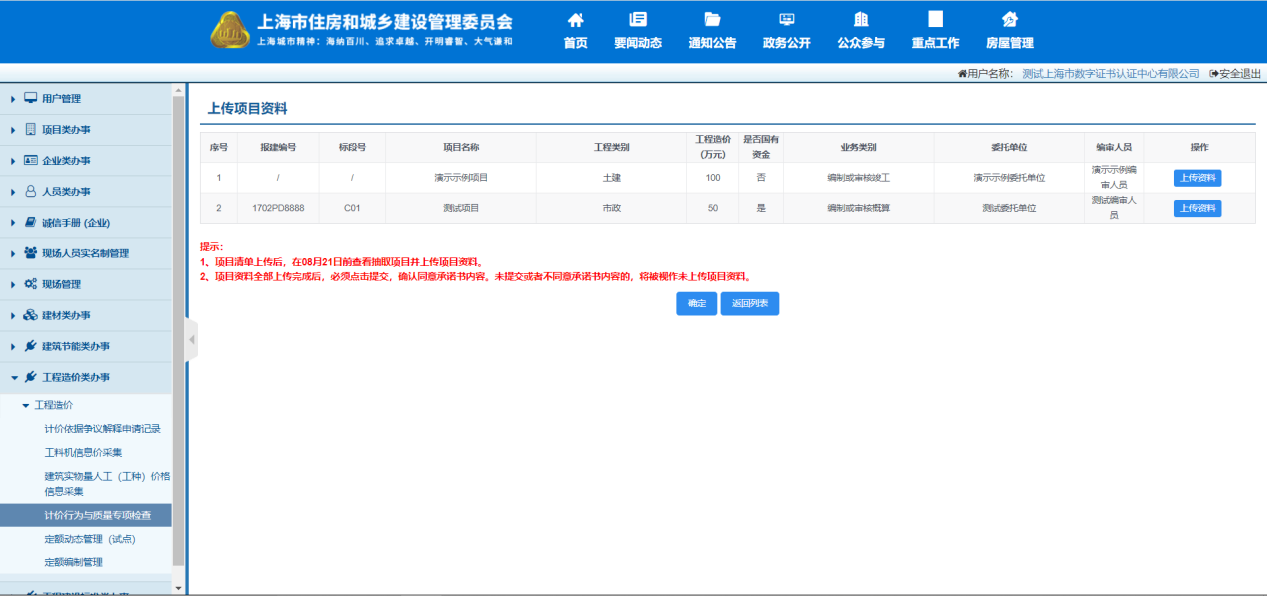 上海市住房和城乡建设管理委员会
上海城市精神：海纳百川、追求卓越、开明睿智、大气谦和
首页 要闻动态 通知公告 政务公开 公众参与 重点工作 房屋管理
用户名称： 测试上海市数字证书认证中心有限公司 安全退出
用户管理
项目类办事
企业类办事
人员类办事
诚信手册 (企业)
现场人员实名制管理
现场管理
建材类办事
建筑节能类办事
工程造价类办事
工程造价
计价依据争议解释申请记录
工料机信息价采集
建筑实物量人工（工种）价格
信息采集
计价行为与质量专项检查
定额动态管理（试点）
定额编制管理
上传项目资料
序号 报建编号 标段号 项目名称 工程类别 工程造价(万元) 是否国有资金 业务类别 委托单位 编审人员 操作
1 / / 演示示例项目 土建 100 否 编制或审核竣工 演示示例委托单位 演示示例编审人员 上传资料
2 1702PD8888 C01 测试项目 市政 50 是 编制或审核概算 测试委托单位 测试编审人员 上传资料
提示：
1、项目清单上传后，在08月21日前查看抽取项目并上传项目资料。
2、项目资料全部上传完成后，必须点击提交，确认同意承诺书内容。未提交或者不同意承诺书内容的，将被视作未上传项目资料。
确定 返回列表